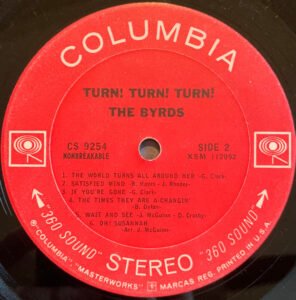 COLUMBIA
TURN! TURN! TURN!
THE BYRDS
CS 9254
NONBREAKABLE
SIDE 2
XSM 112092
1. THE WORLD TURNS ALL AROUND HER -G. Clark-
2. SATISFIED MIND -R. Hayes - J. Rhodes-
3. IF YOU'RE GONE -G. Clark-
4. THE TIMES THEY ARE A-CHANGIN'
-B. Dylan-
5. WAIT AND SEE -J. McGuinn - D. Crosby-
6. OH! SUSANNAH
-Arr. J. McGuinn-
"360 SOUND" STEREO "360 SOUND"
® "COLUMBIA" "MASTERWORKS" MARCAS REG. PRINTED IN U.S.A.